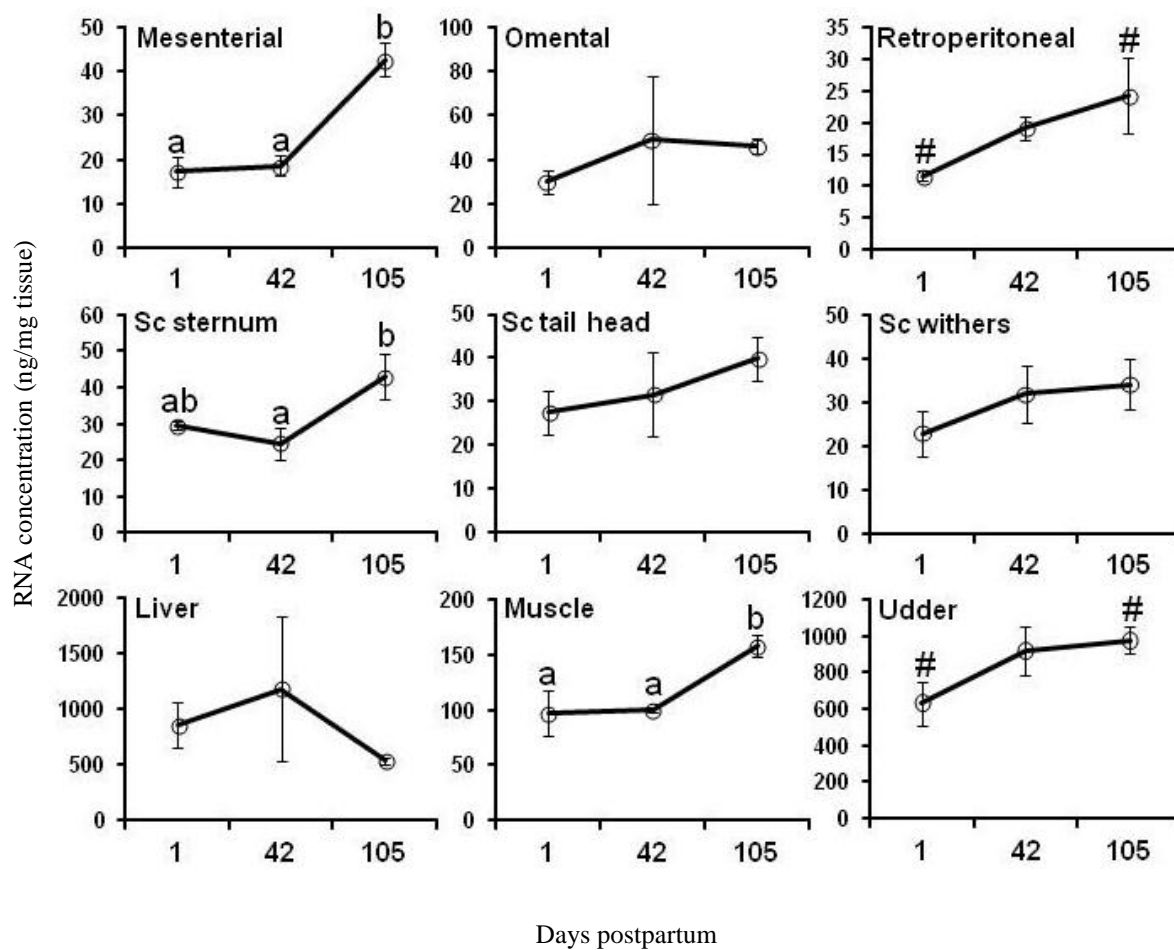 RNA concentration (ng/mg tissue)
Mesenterial
50
40
30
20
10
0
a
a
b
1 42 105
Omental
100
80
60
40
20
0
1 42 105
Retroperitoneal
35
30
25
20
15
10
5
0
#
#
1 42 105
Sc sternum
60
50
40
30
20
10
0
ab
a
b
1 42 105
Sc tail head
50
40
30
20
10
0
1 42 105
Sc withers
50
40
30
20
10
0
1 42 105
Liver
2000
1500
1000
500
0
1 42 105
Muscle
200
150
100
50
0
a
a
b
1 42 105
Udder
1200
1000
800
600
400
200
0
#
#
1 42 105
Days postpartum